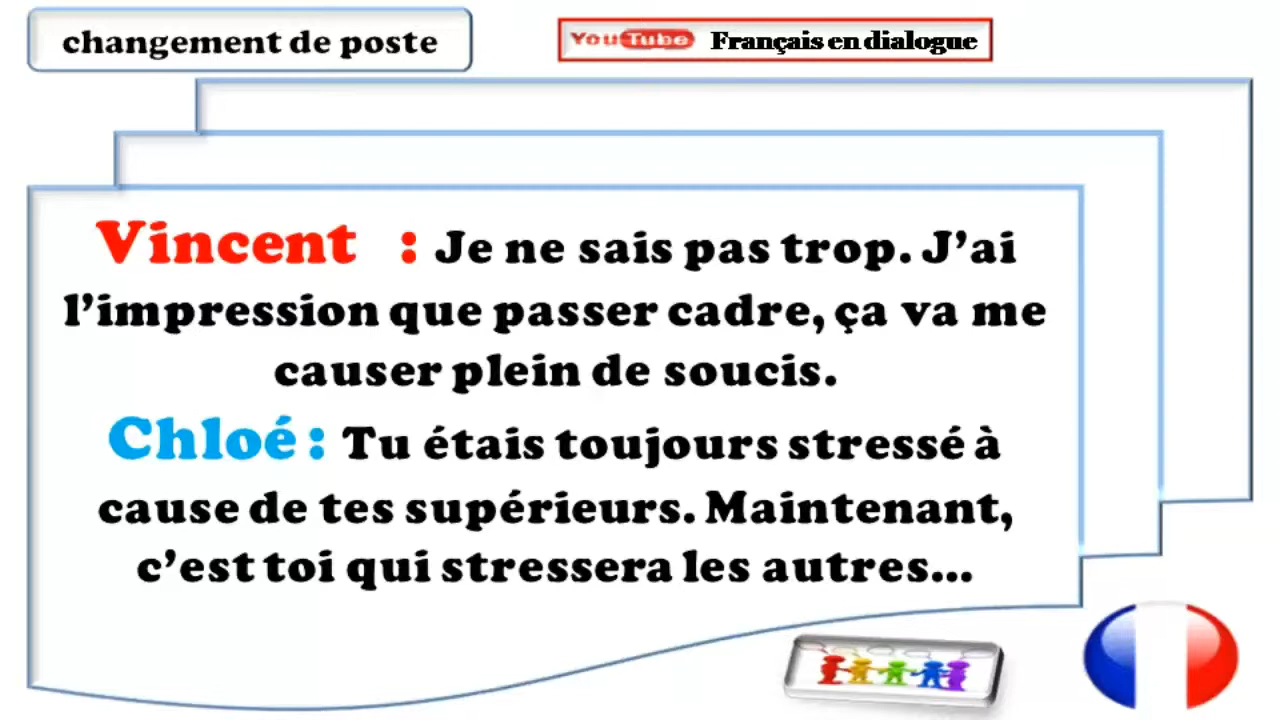 changement de poste
YouTube Français en dialogue
Vincent : Je ne sais pas trop. J’ai
l’impression que passer cadre, ça va me
causer plein de soucis.
Chloé : Tu étais toujours stressé à
cause de tes supérieurs. Maintenant,
c’est toi qui stressera les autres...